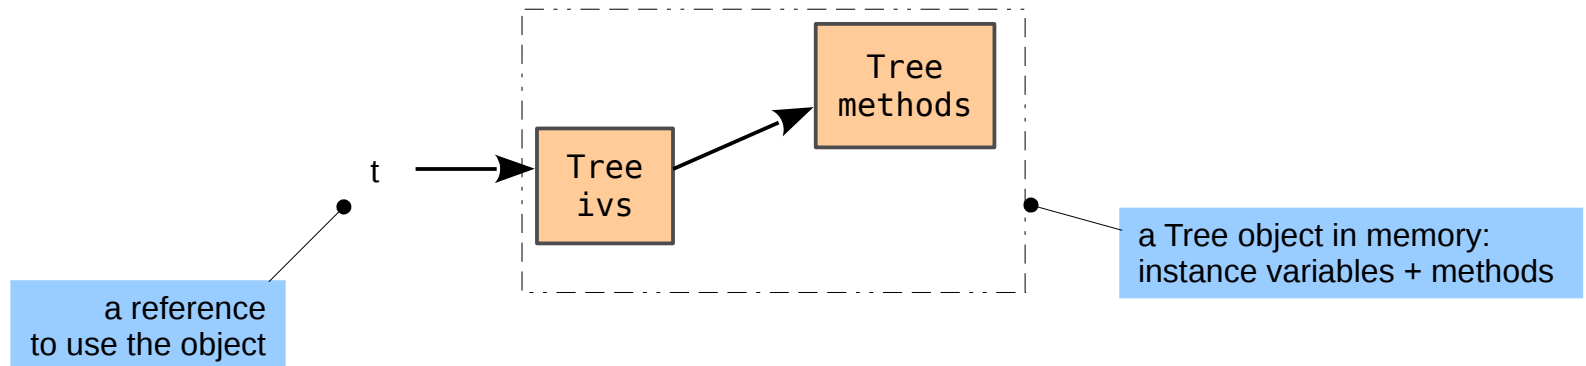 Tree
methods
Tree
ivs
t
a Tree object in memory:
instance variables + methods
a reference
to use the object